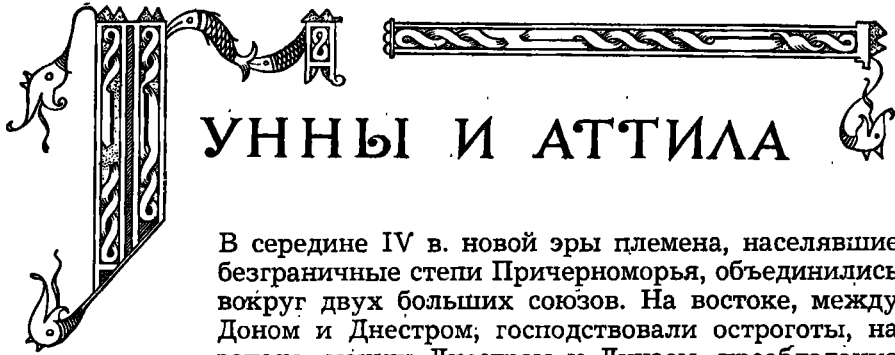 ГУННЫ И АТТИЛА
В середине IV в. новой эры племена, населявшие
безграничные степи Причерноморья, объединились
вокруг двух больших союзов. На востоке, между
Доном и Днестром, господствовали остроготы, на